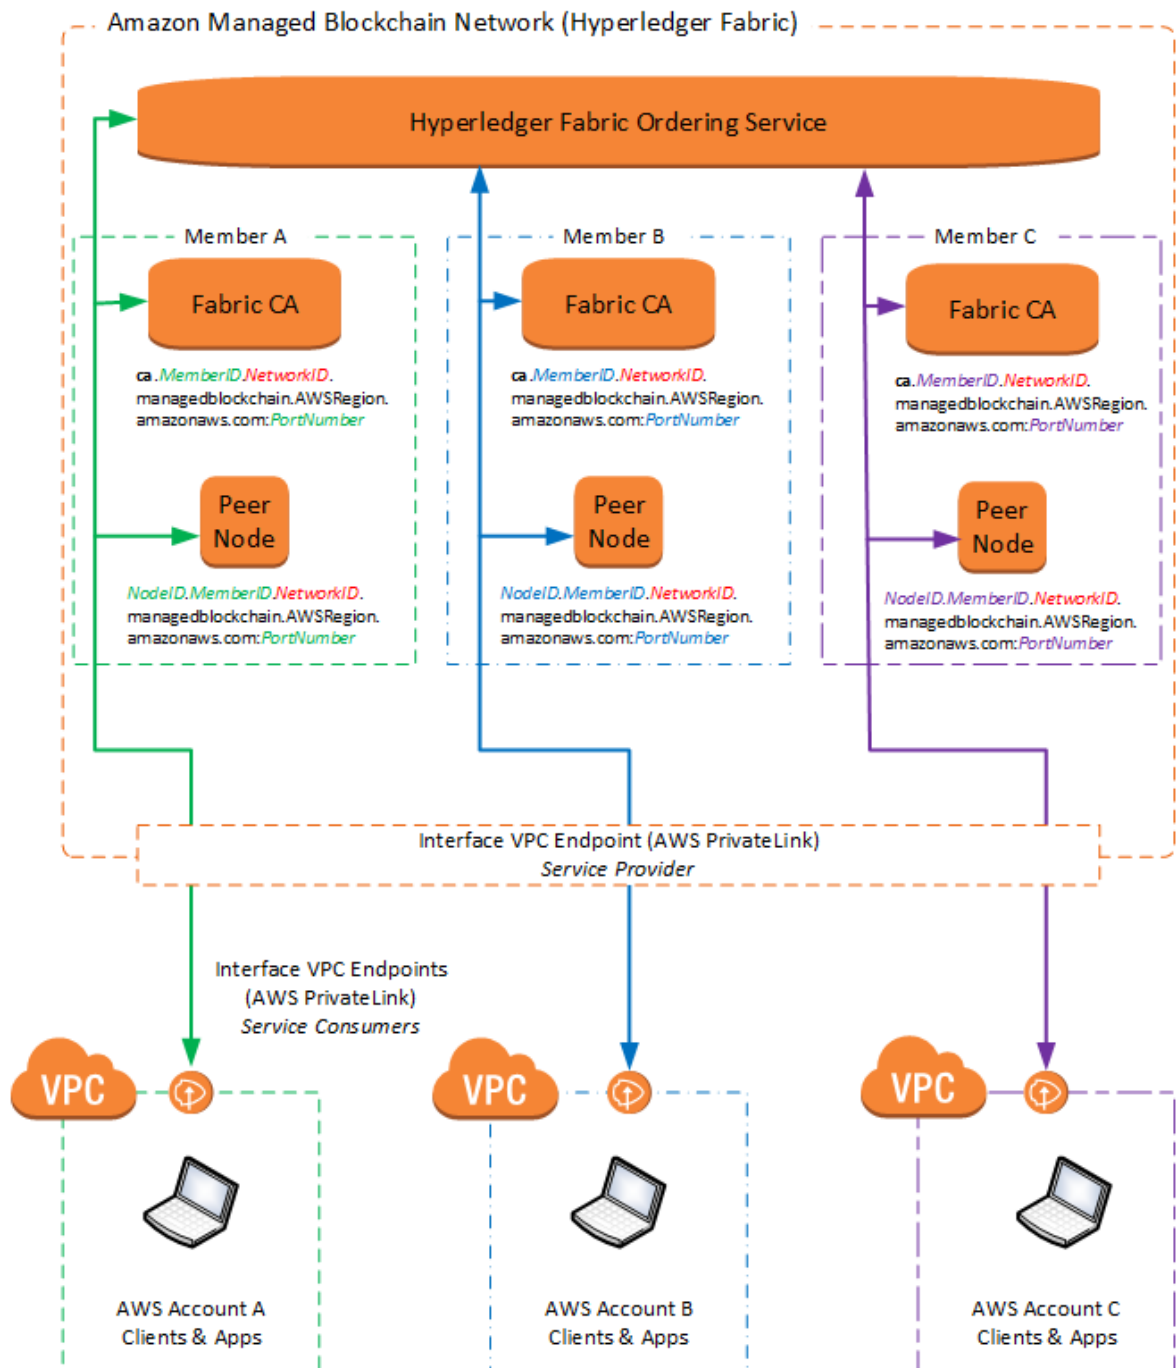 Amazon Managed Blockchain Network (Hyperledger Fabric)
Hyperledger Fabric Ordering Service
Member A
Fabric CA
ca.MemberID.NetworkID.
managedblockchain.AWSRegion.
amazonaws.com:PortNumber
Peer
Node
NodeID.MemberID.NetworkID.
managedblockchain.AWSRegion.
amazonaws.com:PortNumber
Member B
Fabric CA
ca.MemberID.NetworkID.
managedblockchain.AWSRegion.
amazonaws.com:PortNumber
Peer
Node
NodeID.MemberID.NetworkID.
managedblockchain.AWSRegion.
amazonaws.com:PortNumber
Member C
Fabric CA
ca.MemberID.NetworkID.
managedblockchain.AWSRegion.
amazonaws.com:PortNumber
Peer
Node
NodeID.MemberID.NetworkID.
managedblockchain.AWSRegion.
amazonaws.com:PortNumber
Interface VPC Endpoint (AWS PrivateLink)
Service Provider
Interface VPC Endpoints
(AWS PrivateLink)
Service Consumers
VPC
AWS Account A
Clients & Apps
VPC
AWS Account B
Clients & Apps
VPC
AWS Account C
Clients & Apps